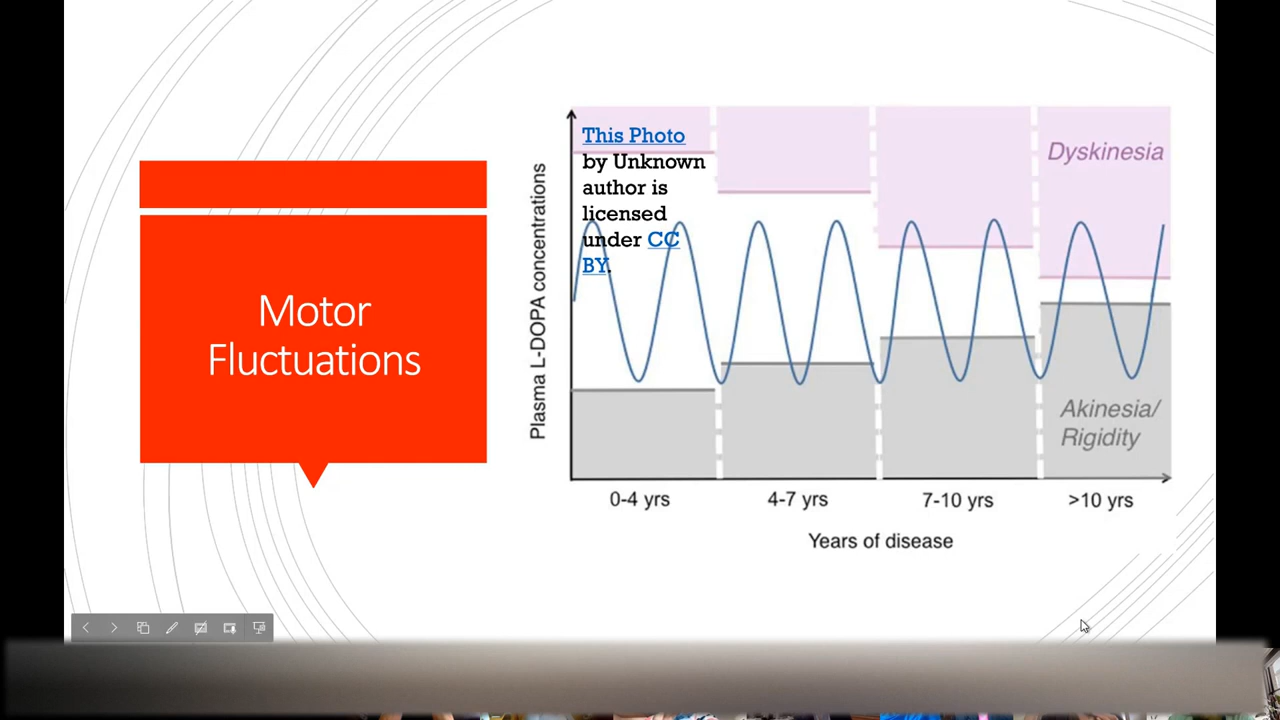 Motor
Fluctuations
This Photo
by Unknown
author is
licensed
under CC
BY.
Dyskinesia
Plasma L-DOPA concentrations
Akinesia/
Rigidity
0-4 yrs
4-7 yrs
7-10 yrs
>10 yrs
Years of disease